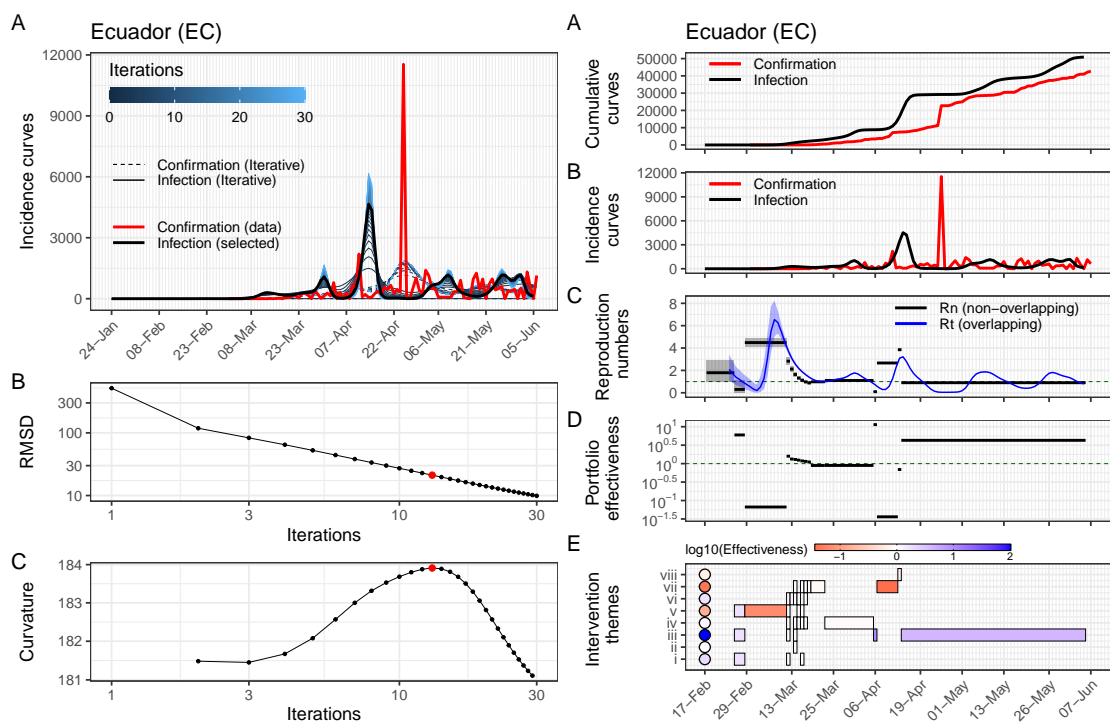 A
Ecuador (EC)
12000
9000
6000
3000
0
Incidence curves
Iterations
0 10 20 30
Confirmation (Iterative)
Infection (Iterative)
Confirmation (data)
Infection (selected)
24−Jan 08−Feb 23−Feb 08−Mar 23−Mar 07−Apr 22−Apr 06−May 21−May 05−Jun
B
RMSD
300
100
30
10
1 3 10 30
Iterations
C
Curvature
184
183
182
181
1 3 10 30
Iterations
A
Ecuador (EC)
Cumulative
curves
50000
40000
30000
20000
10000
0
Confirmation
Infection
B
Incidence
curves
12000
9000
6000
3000
0
Confirmation
Infection
C
Reproduction
numbers
8
6
4
2
0
Rn (non−overlapping)
Rt (overlapping)
D
Portfolio
effectiveness
10^1
10^0.5
10^0
10^−0.5
10^−1
10^−1.5
E
log10(Effectiveness)
−1 0 1 2
Intervention
themes
viii
vii
vi
v
iv
iii
ii
i
17−Feb 29−Feb 13−Mar 25−Mar 06−Apr 19−Apr 01−May 13−May 26−May 07−Jun